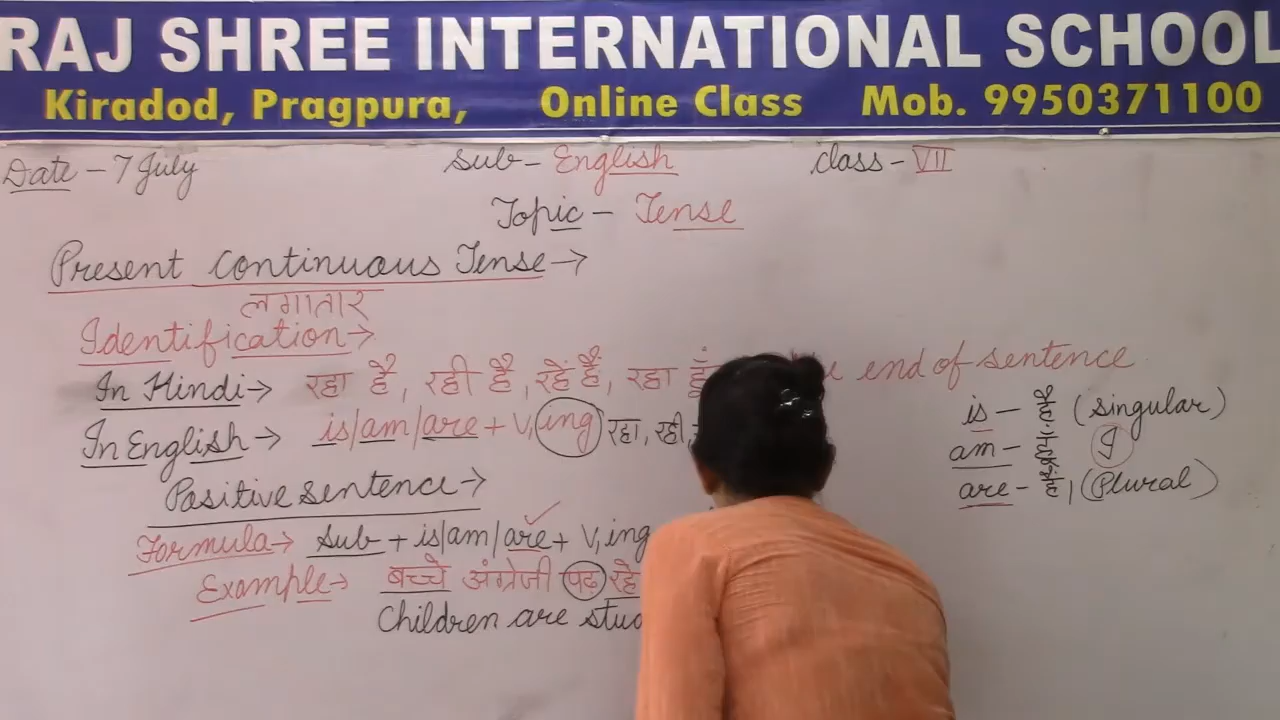 RAJ SHREE INTERNATIONAL SCHOOL
Kiradod, Pragpura, Online Class Mob. 9950371100
Date - 7 July Sub - English Class - VII
Topic - Tense
Present Continuous Tense →
लगातार
Identification →
In Hindi → रहा है, रही है, रहें हैं, रहा हूँ end of sentence
In English → is/am/are + V, ing रहा, रही,
is - (Singular)
am - I
are - (Plural)
Positive sentence →
Formula → Sub + is/am/are + V, ing
Example → बच्चे अंग्रेजी पढ रहे
Children are